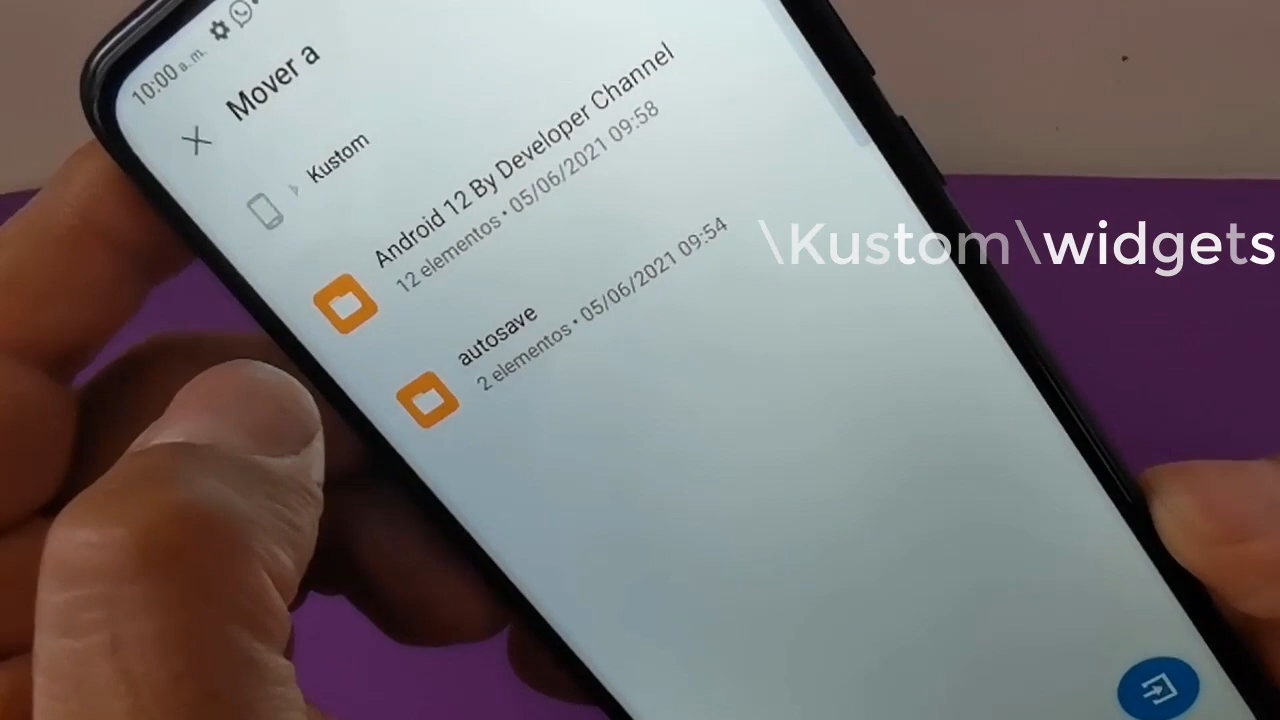 10:00 a. m.
Mover a
Kustom
Android 12 By Developer Channel
12 elementos • 05/06/2021 09:58
autosave
2 elementos • 05/06/2021 09:54
\Kustom\widgets